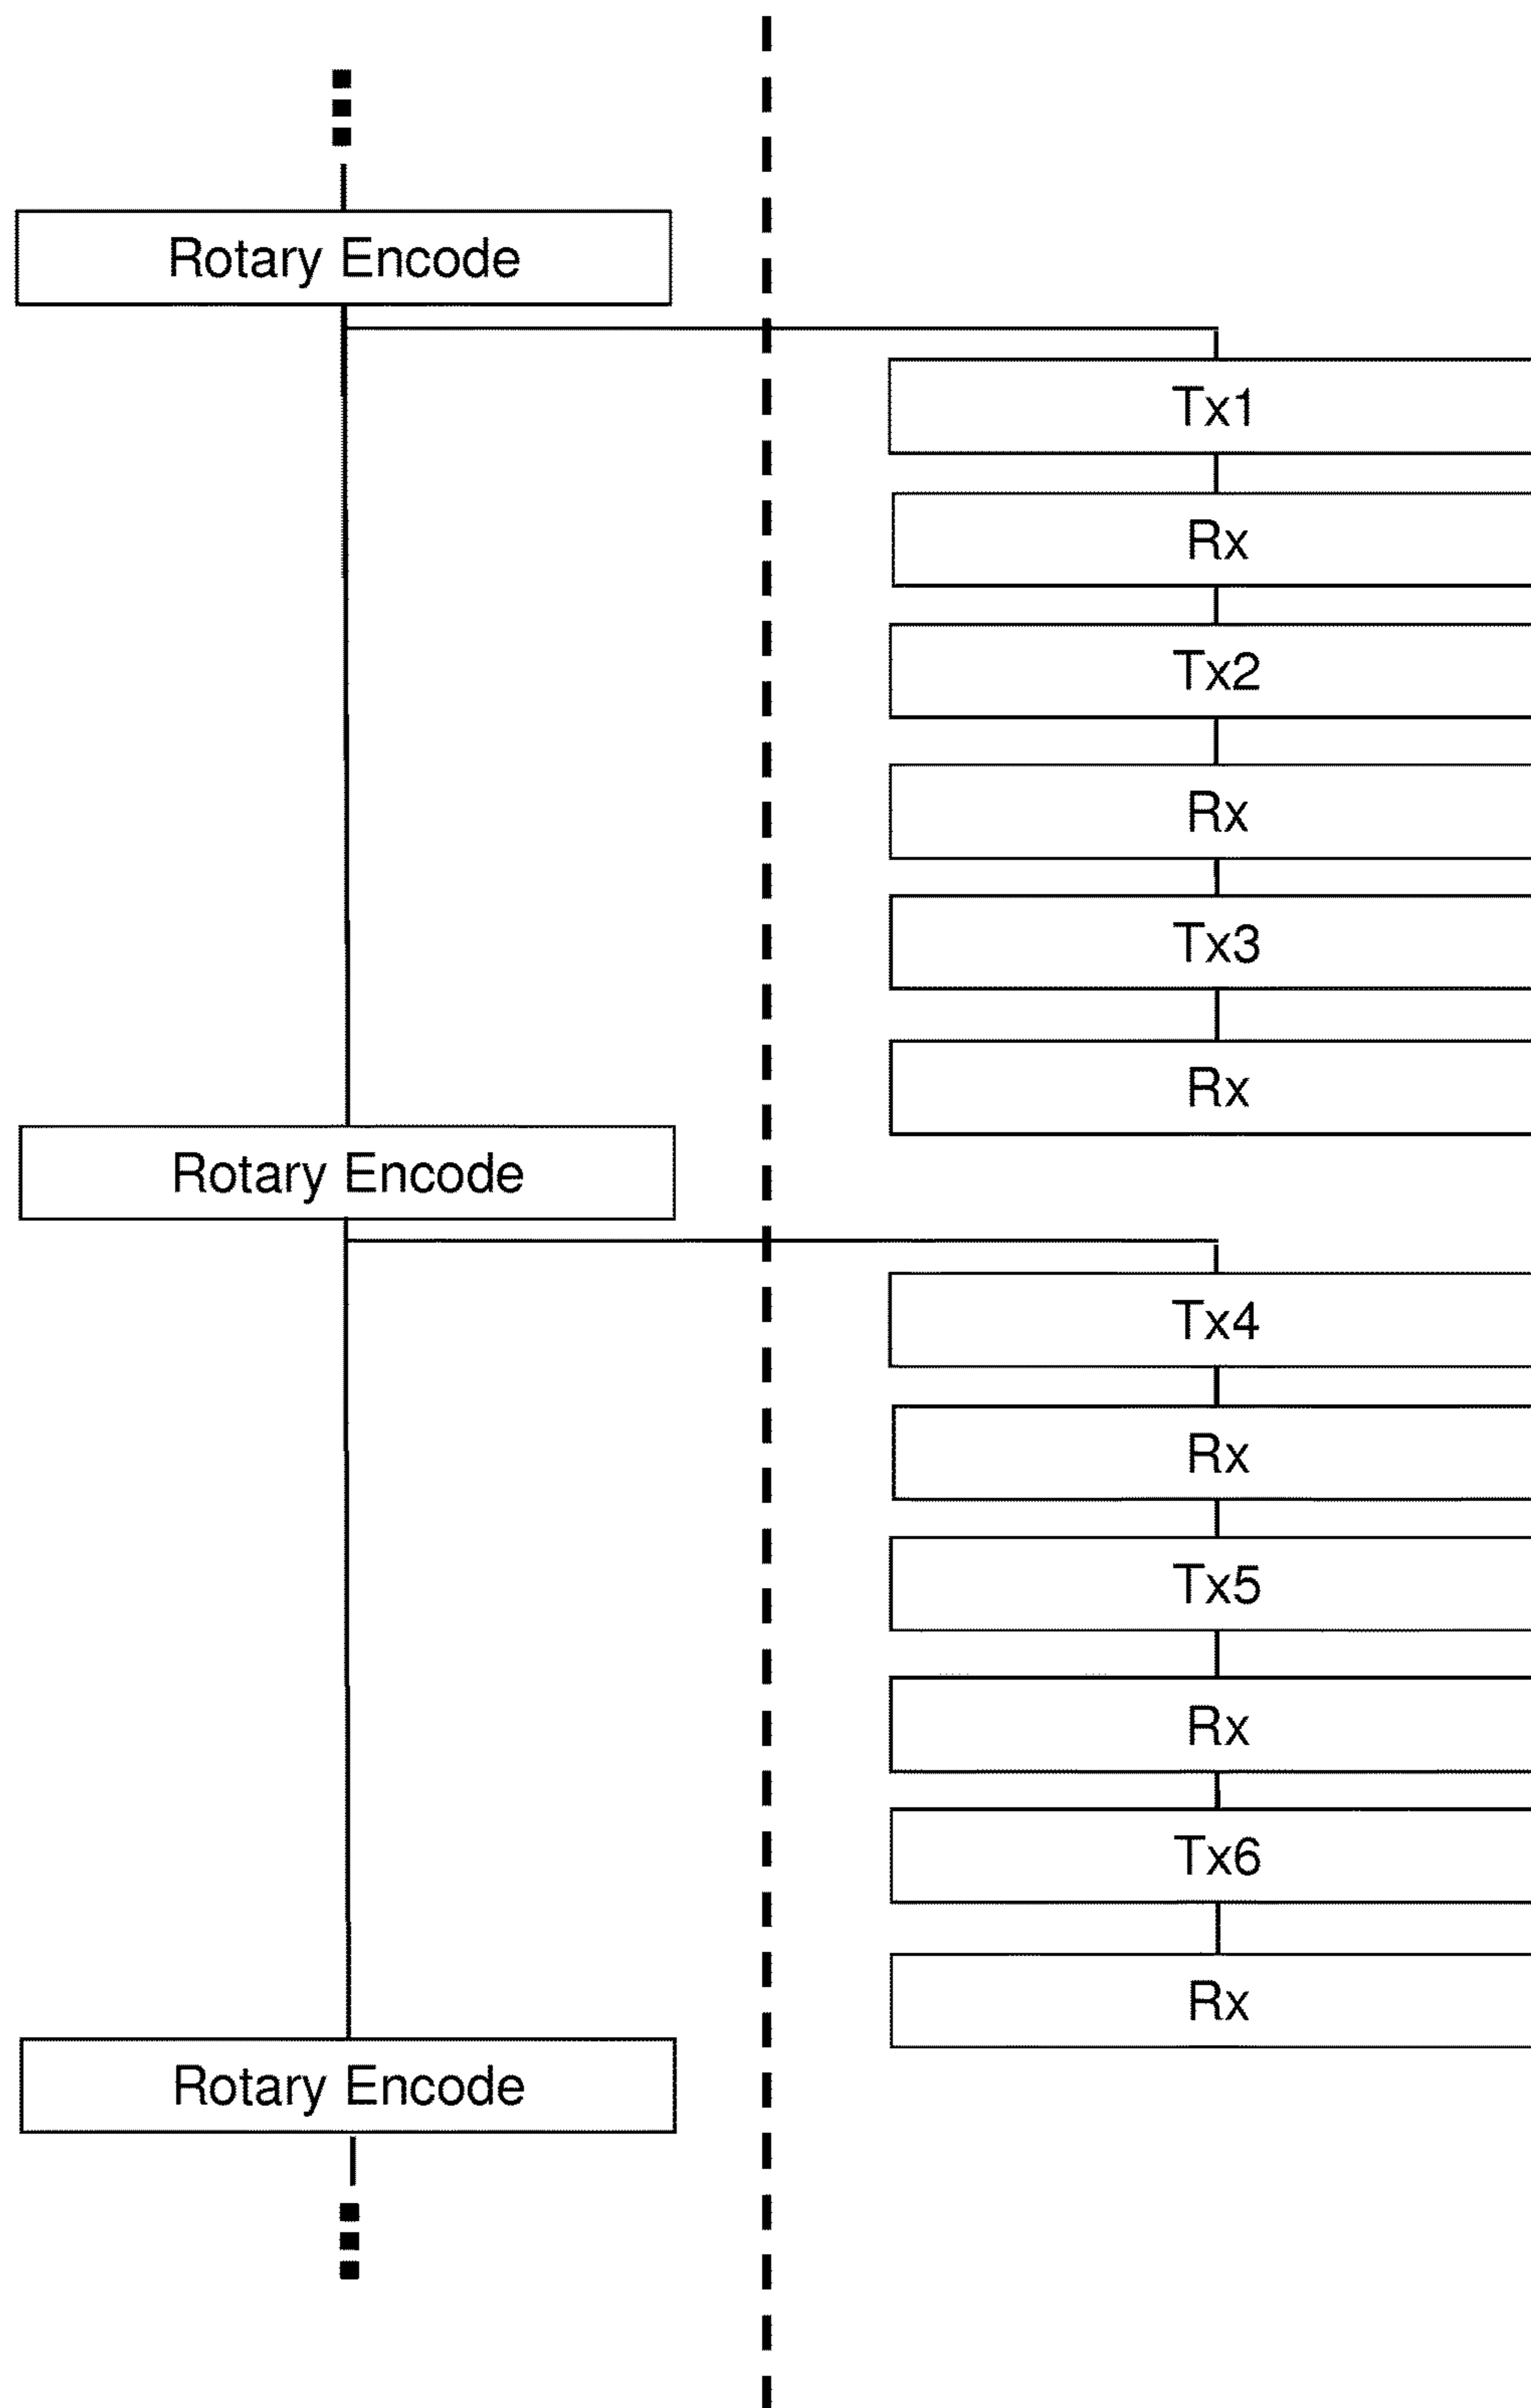 Rotary Encode
Tx1
Rx
Tx2
Rx
Tx3
Rx
Rotary Encode
Tx4
Rx
Tx5
Rx
Tx6
Rx
Rotary Encode